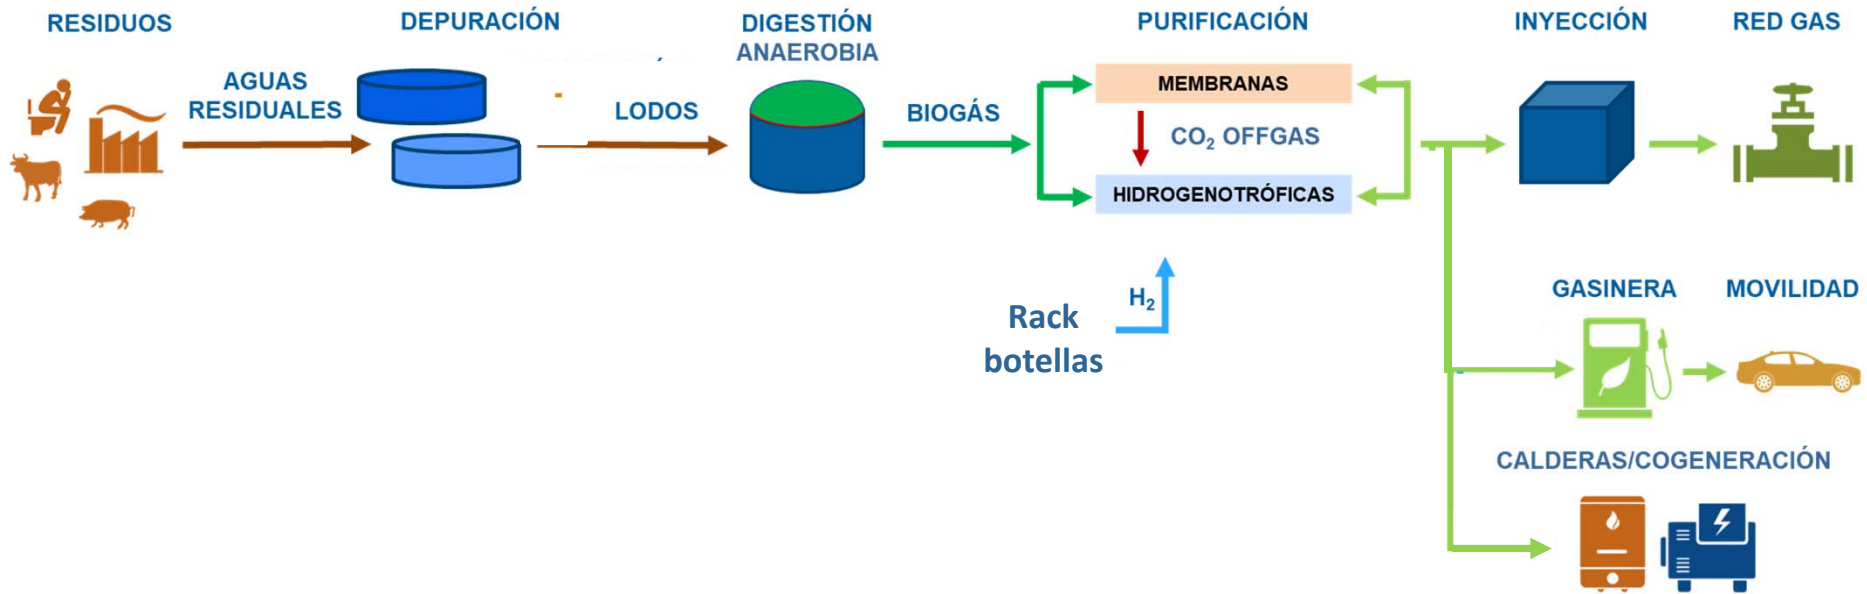 RESIDUOS
DEPURACIÓN
DIGESTIÓN
ANAEROBIA
PURIFICACIÓN
INYECCIÓN
RED GAS
AGUAS
RESIDUALES
LODOS
BIOGÁS
MEMBRANAS
CO₂ OFFGAS
HIDROGENOTRÓFICAS
H₂
Rack
botellas
GASINERA
MOVILIDAD
CALDERAS/COGENERACIÓN